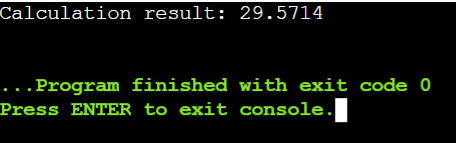 Calculation result: 29.5714
...Program finished with exit code 0
Press ENTER to exit console.